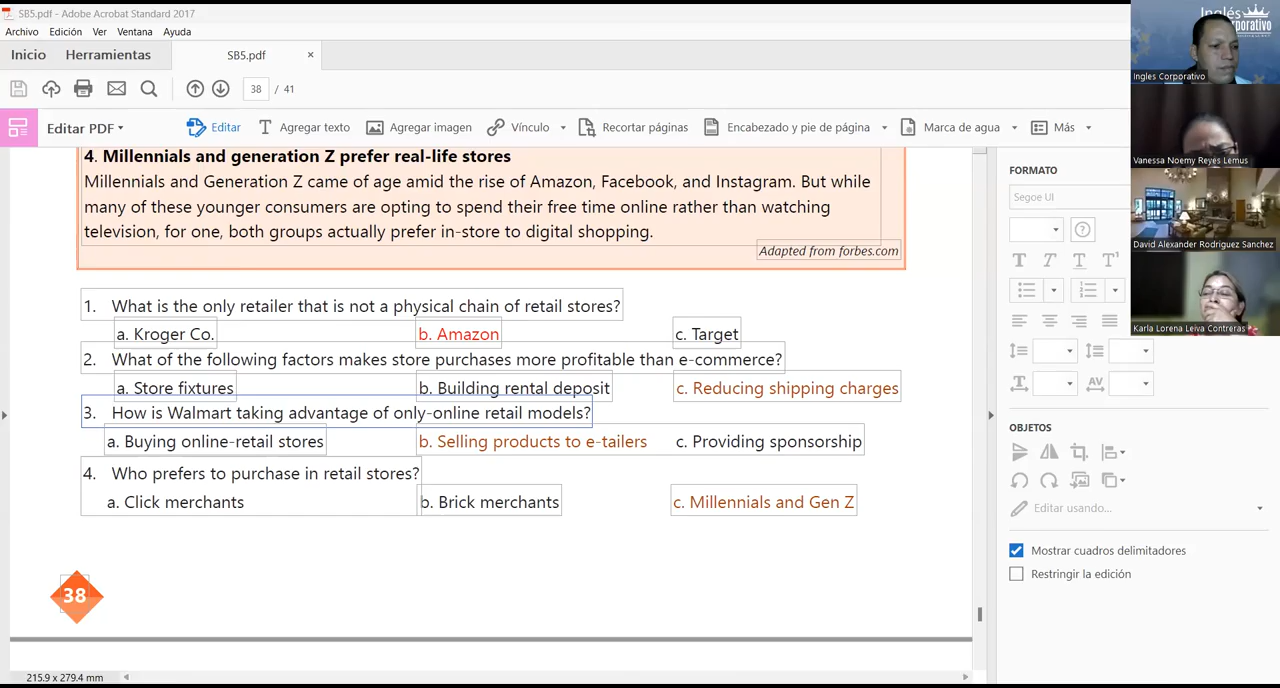 SB5.pdf - Adobe Acrobat Standard 2017
Archivo Edición Ver Ventana Ayuda
Inicio Herramientas SB5.pdf ×
38 / 41
Editar PDF Editar Agregar texto Agregar imagen Vínculo Recortar páginas Encabezado y pie de página Marca de agua Más
4. Millennials and generation Z prefer real-life stores
Millennials and Generation Z came of age amid the rise of Amazon, Facebook, and Instagram. But while
many of these younger consumers are opting to spend their free time online rather than watching
television, for one, both groups actually prefer in-store to digital shopping.
Adapted from forbes.com
1. What is the only retailer that is not a physical chain of retail stores?
a. Kroger Co. b. Amazon c. Target
2. What of the following factors makes store purchases more profitable than e-commerce?
a. Store fixtures b. Building rental deposit c. Reducing shipping charges
3. How is Walmart taking advantage of only-online retail models?
a. Buying online-retail stores b. Selling products to e-tailers c. Providing sponsorship
4. Who prefers to purchase in retail stores?
a. Click merchants b. Brick merchants c. Millennials and Gen Z
38
215.9 x 279.4 mm
FORMATO
Segoe UI
OBJETOS
Editar usando...
Mostrar cuadros delimitadores
Restringir la edición
Inglés
Ingles Corporativo
Vanessa Noemy Reyes Lemus
David Alexander Rodriguez Sanchez
Karla Lorena Leiva Contreras